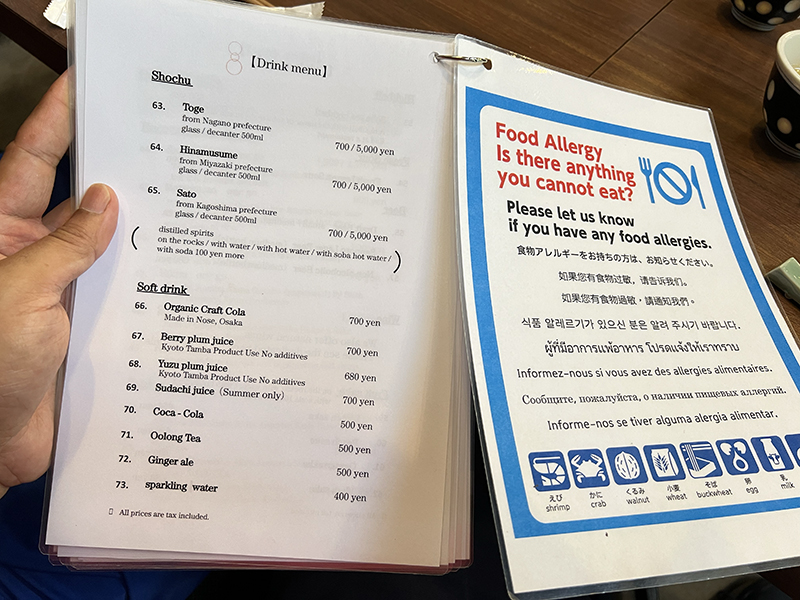 【Drink menu】
Shochu
63. Toge
from Nagano prefecture
glass / decanter 500ml
700 / 5,000 yen
64. Hinamusume
from Miyazaki prefecture
glass / decanter 500ml
700 / 5,000 yen
65. Sato
from Kagoshima prefecture
glass / decanter 500ml
700 / 5,000 yen
( distilled spirits
on the rocks / with water / with hot water / with soba hot water /
with soda 100 yen more )
Soft drink
66. Organic Craft Cola
Made in Nose, Osaka
700 yen
67. Berry plum juice
Kyoto Tamba Product Use No additives
700 yen
68. Yuzu plum juice
Kyoto Tamba Product Use No additives
680 yen
69. Sudachi juice (Summer only)
700 yen
70. Coca - Cola
500 yen
71. Oolong Tea
500 yen
72. Ginger ale
500 yen
73. sparkling water
400 yen
All prices are tax included.
Food Allergy
Is there anything
you cannot eat?
Please let us know
if you have any food allergies.
食物アレルギーをお持ちの方は、お知らせください。
如果您有食物过敏，请告诉我们。
如果您有食物過敏，請通知我們。
식품 알레르기가 있으신 분은 알려 주시기 바랍니다.
ผู้ที่มีอาการแพ้อาหาร โปรดแจ้งให้เราทราบ
Informez-nous si vous avez des allergies alimentaires.
Сообщите, пожалуйста, о наличии пищевых аллергий.
Informe-nos se tiver alguma alergia alimentar.
えび かに くるみ 小麦 そば 卵 乳
shrimp crab walnut wheat buckwheat egg milk